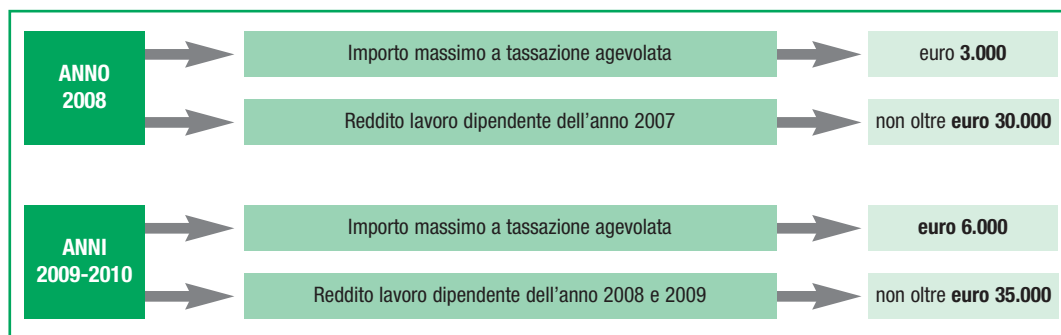 ANNO
2008
Importo massimo a tassazione agevolata
euro 3.000
Reddito lavoro dipendente dell'anno 2007
non oltre euro 30.000
ANNI
2009-2010
Importo massimo a tassazione agevolata
euro 6.000
Reddito lavoro dipendente dell'anno 2008 e 2009
non oltre euro 35.000